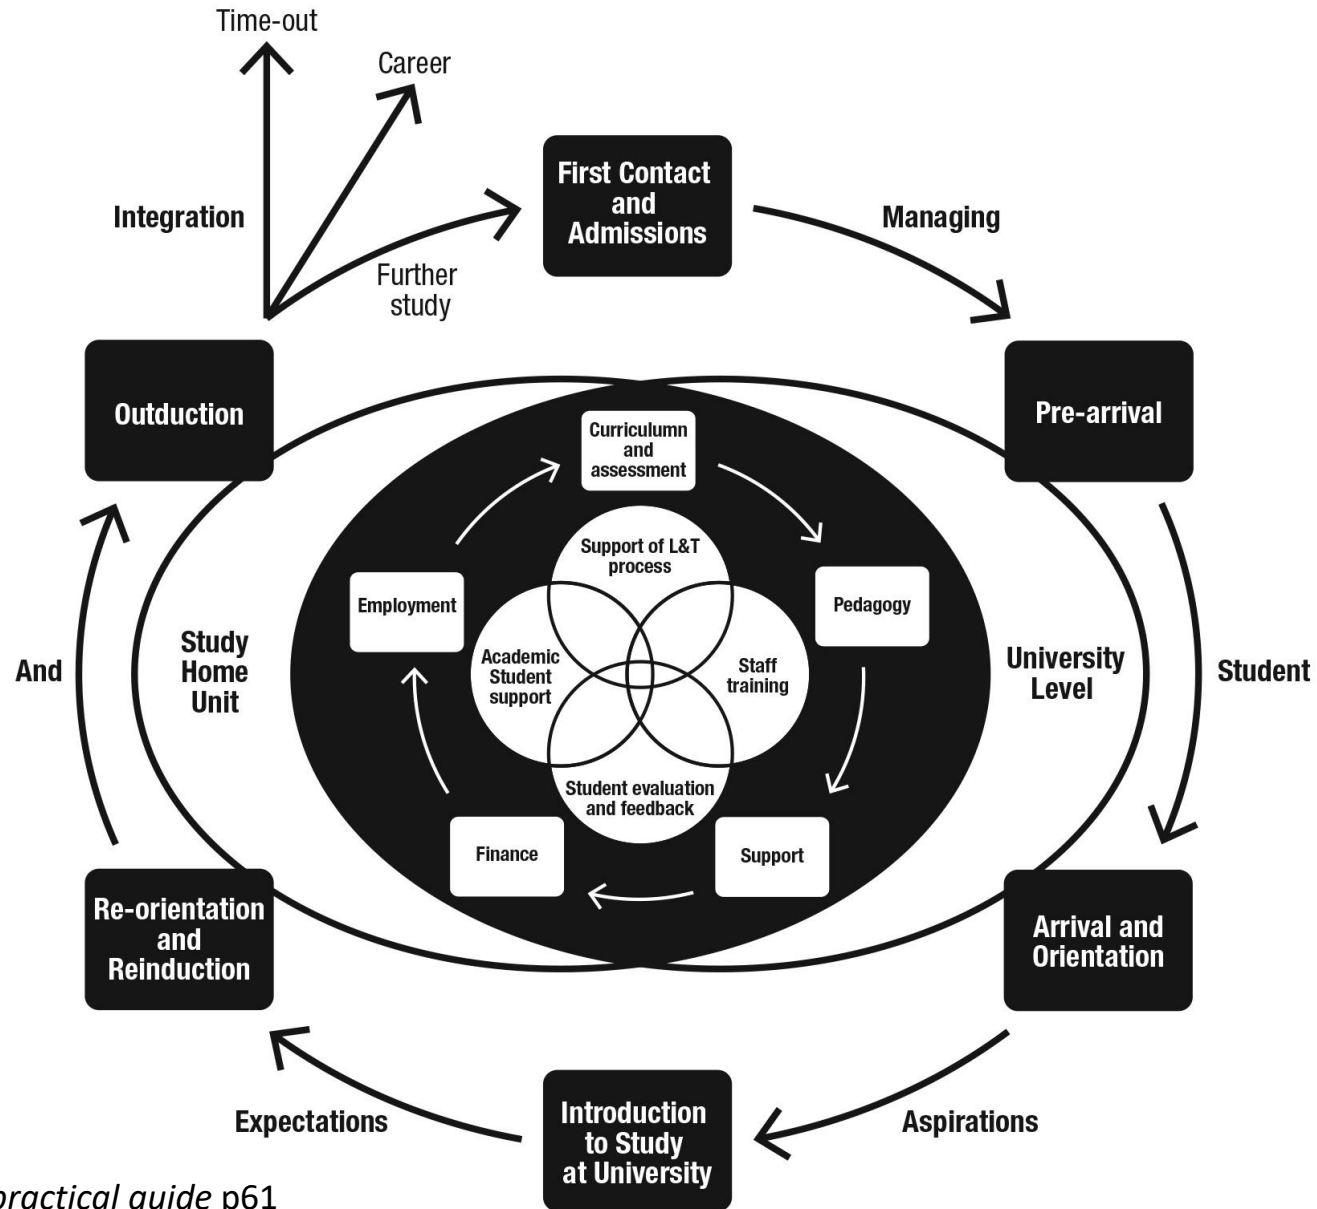 Time-out
Career
Integration
Further
study
First Contact
and
Admissions
Managing
Outduction
Pre-arrival
Curriculumn
and
assessment
Support of L&T
process
Employment
Pedagogy
And
Study
Home
Unit
Academic
Student
support
Staff
training
University
Level
Student
Student evaluation
and feedback
Finance
Support
Re-orientation
and
Reinduction
Arrival and
Orientation
Expectations
Introduction
to Study
at University
Aspirations
practical guide p61